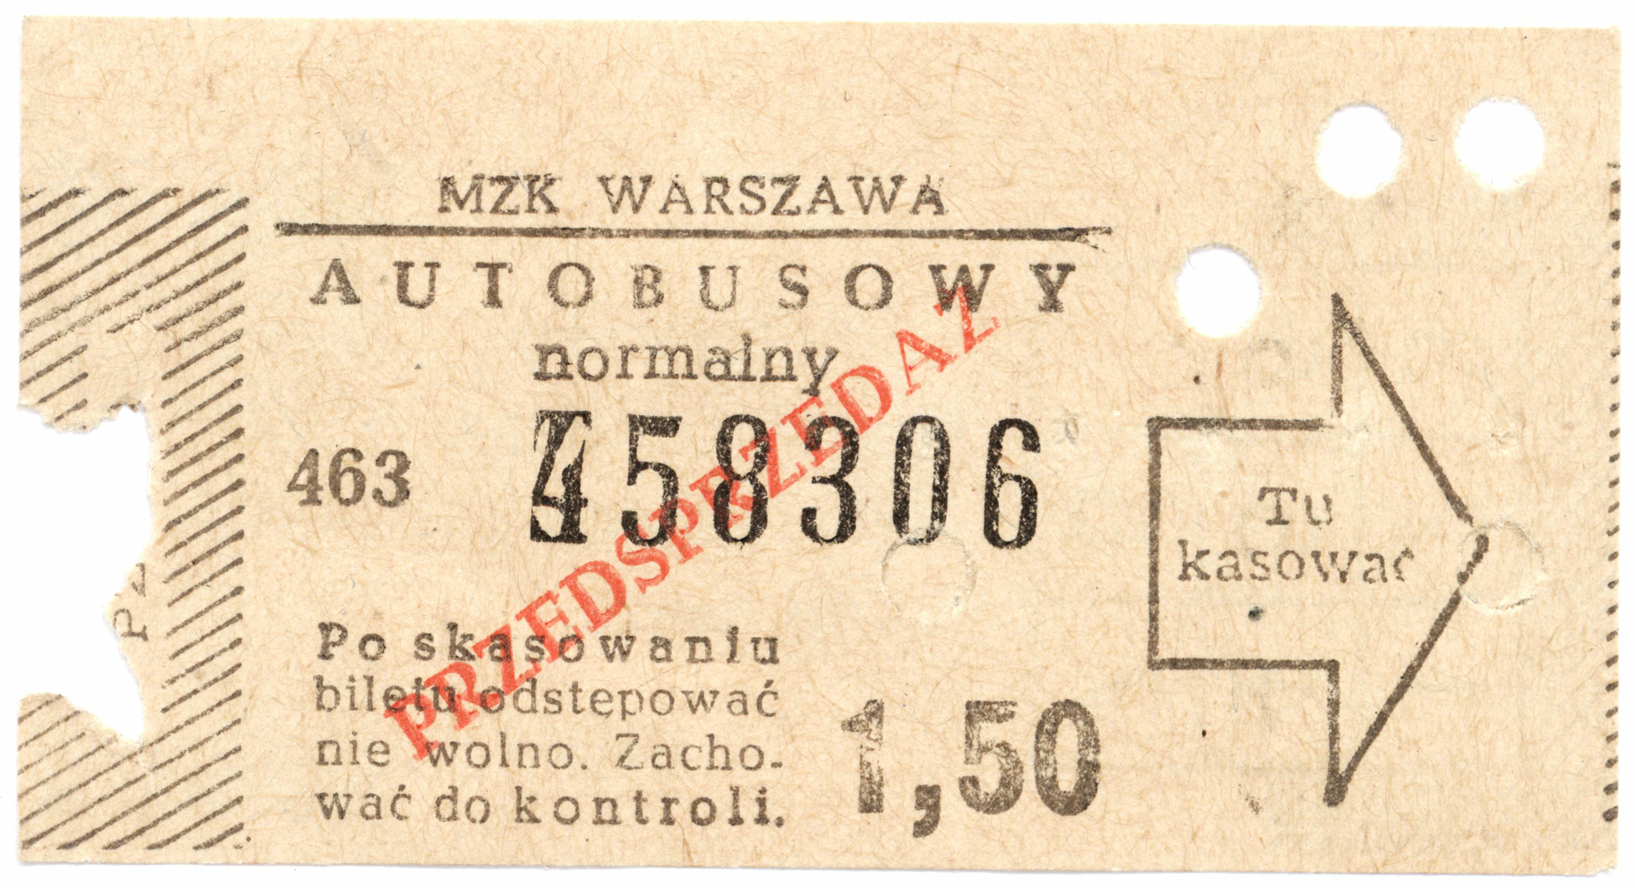 MZK WARSZAWA
AUTOBUSOWY
normalny
463
458306
PRZEDSPRZEDAŻ
Po skasowaniu
biletu odstępować
nie wolno. Zacho-
wać do kontroli.
1,50
Tu
kasować